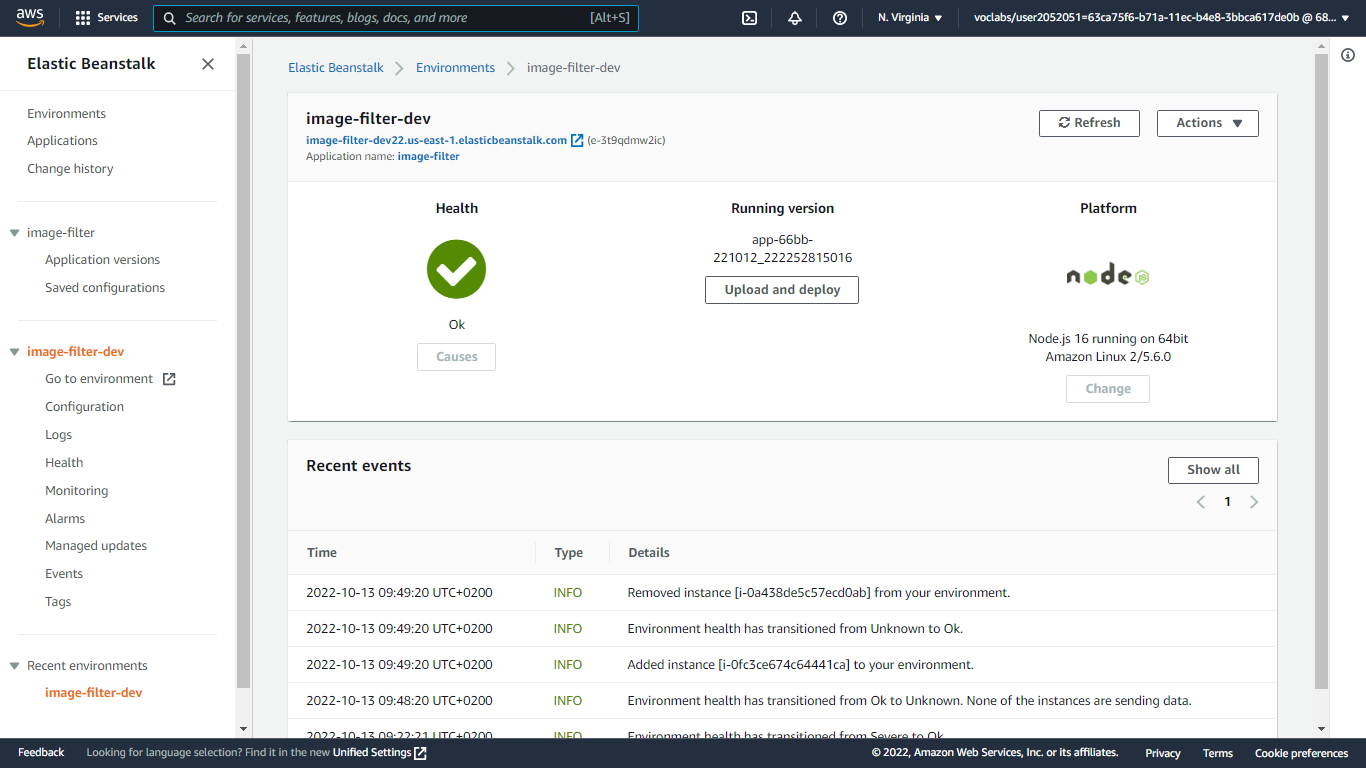 aws
Services
Search for services, features, blogs, docs, and more
[Alt+S]
N. Virginia
voclabs/user2052051=63ca75f6-b71a-11ec-b4e8-3bbca617de0b @ 68...
Elastic Beanstalk
Environments
Applications
Change history
image-filter
Application versions
Saved configurations
image-filter-dev
Go to environment
Configuration
Logs
Health
Monitoring
Alarms
Managed updates
Events
Tags
Recent environments
image-filter-dev
Elastic Beanstalk
Environments
image-filter-dev
image-filter-dev
image-filter-dev22.us-east-1.elasticbeanstalk.com (e-3t9qdmw2ic)
Application name: image-filter
Refresh
Actions
Health
Ok
Causes
Running version
app-66bb-
221012_222252815016
Upload and deploy
Platform
node JS
Node.js 16 running on 64bit
Amazon Linux 2/5.6.0
Change
Recent events
Show all
1
Time Type Details
2022-10-13 09:49:20 UTC+0200 INFO Removed instance [i-0a438de5c57ecd0ab] from your environment.
2022-10-13 09:49:20 UTC+0200 INFO Environment health has transitioned from Unknown to Ok.
2022-10-13 09:49:20 UTC+0200 INFO Added instance [i-0fc3ce674c64441ca] to your environment.
2022-10-13 09:48:20 UTC+0200 INFO Environment health has transitioned from Ok to Unknown. None of the instances are sending data.
2022-10-13 09:22:21 UTC+0200 INFO Environment health has transitioned from Severe to Ok.
Feedback
Looking for language selection? Find it in the new Unified Settings
© 2022, Amazon Web Services, Inc. or its affiliates.
Privacy
Terms
Cookie preferences